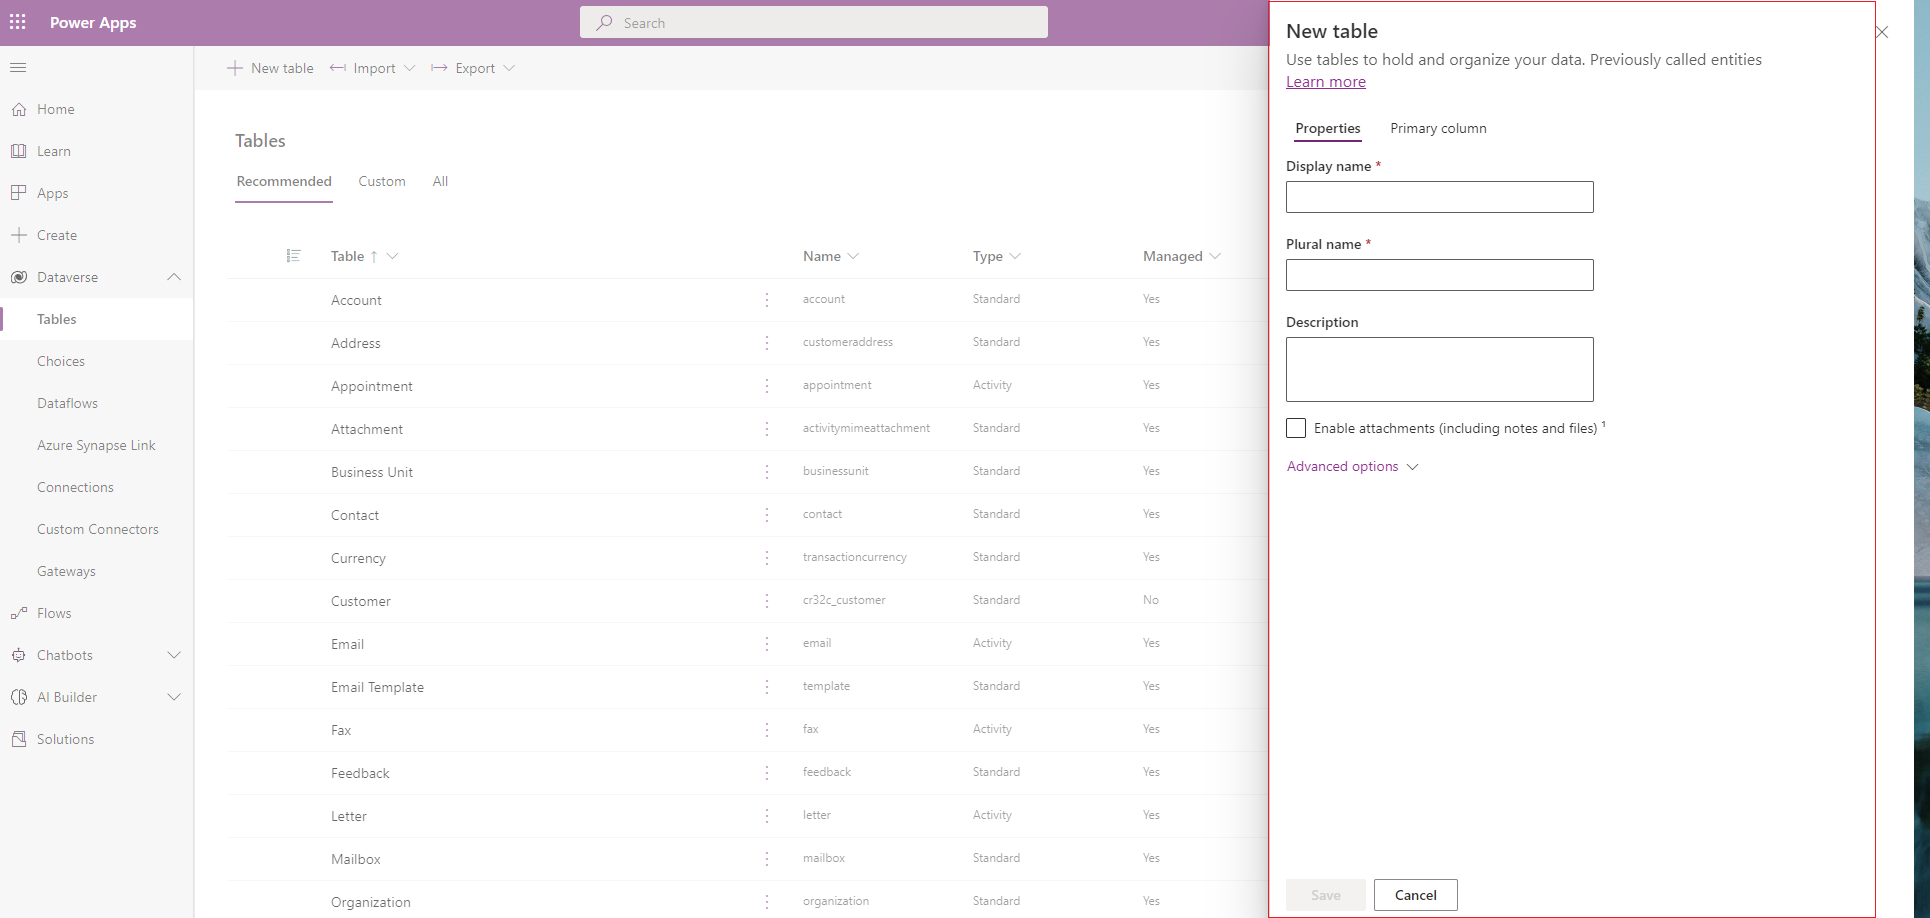 Power Apps
Search
New table
Import
Export
Home
Learn
Apps
Create
Dataverse
Tables
Choices
Dataflows
Azure Synapse Link
Connections
Custom Connectors
Gateways
Flows
Chatbots
AI Builder
Solutions
Tables
Recommended Custom All
Table ↑ Name Type Managed
Account account Standard Yes
Address customeraddress Standard Yes
Appointment appointment Activity Yes
Attachment activitymimeattachment Standard Yes
Business Unit businessunit Standard Yes
Contact contact Standard Yes
Currency transactioncurrency Standard Yes
Customer cr32c_customer Standard No
Email email Activity Yes
Email Template template Standard Yes
Fax fax Activity Yes
Feedback feedback Standard Yes
Letter letter Activity Yes
Mailbox mailbox Standard Yes
Organization organization Standard Yes
New table
Use tables to hold and organize your data. Previously called entities
Learn more
Properties Primary column
Display name *
Plural name *
Description
Enable attachments (including notes and files) ¹
Advanced options
Save Cancel